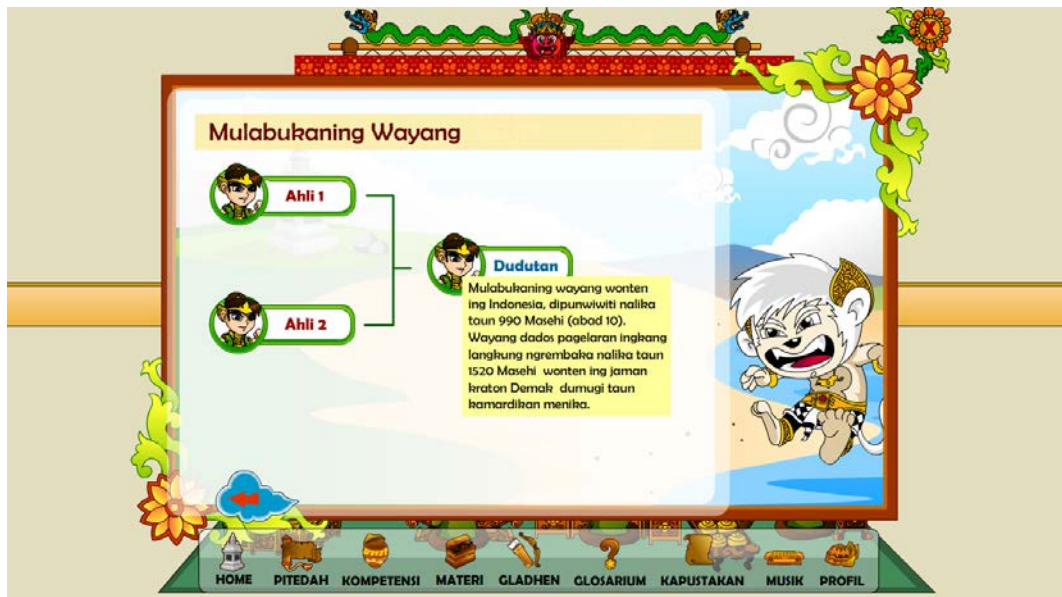 X
Mulabukaning Wayang
Ahli 1
Ahli 2
Dudutan
Mulabukaning wayang wonten
ing Indonesia, dipunwiwiti nalika
taun 990 Masehi (abad 10).
Wayang dados pagelaran ingkang
langkung ngrembaka nalika taun
1520 Masehi wonten ing jaman
kraton Demak dumugi taun
kamardikan menika.
HOME PITEDAH KOMPETENSI MATERI GLADHEN GLOSARIUM KAPUSTAKAN MUSIK PROFIL